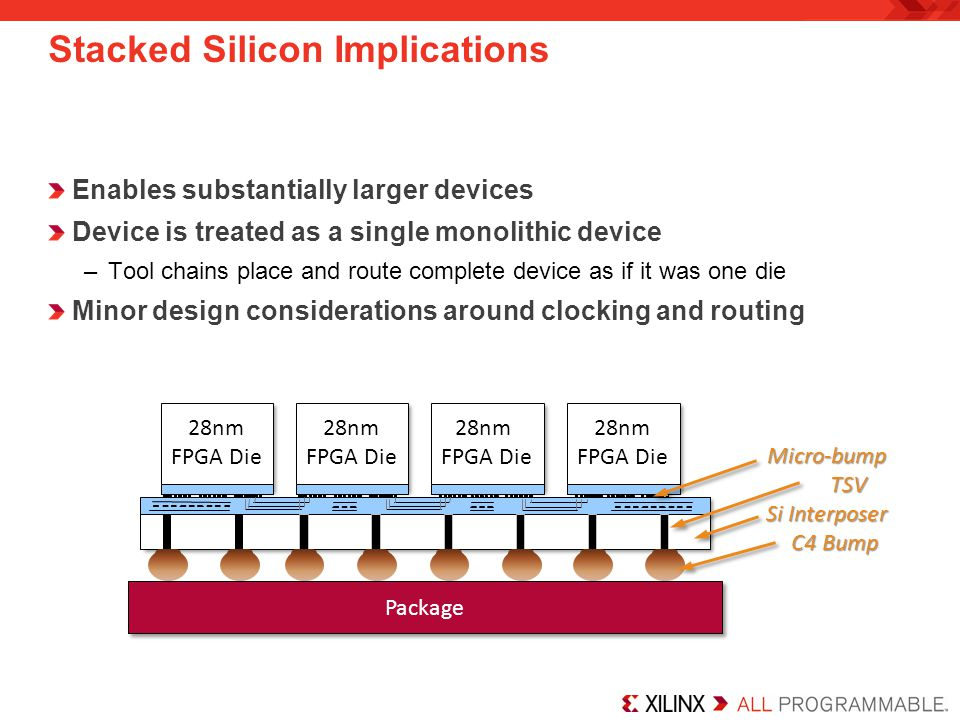 Stacked Silicon Implications
Enables substantially larger devices
Device is treated as a single monolithic device
– Tool chains place and route complete device as if it was one die
Minor design considerations around clocking and routing
28nm
FPGA Die
28nm
FPGA Die
28nm
FPGA Die
28nm
FPGA Die
Micro-bump
TSV
Si Interposer
C4 Bump
Package
XILINX ALL PROGRAMMABLE.